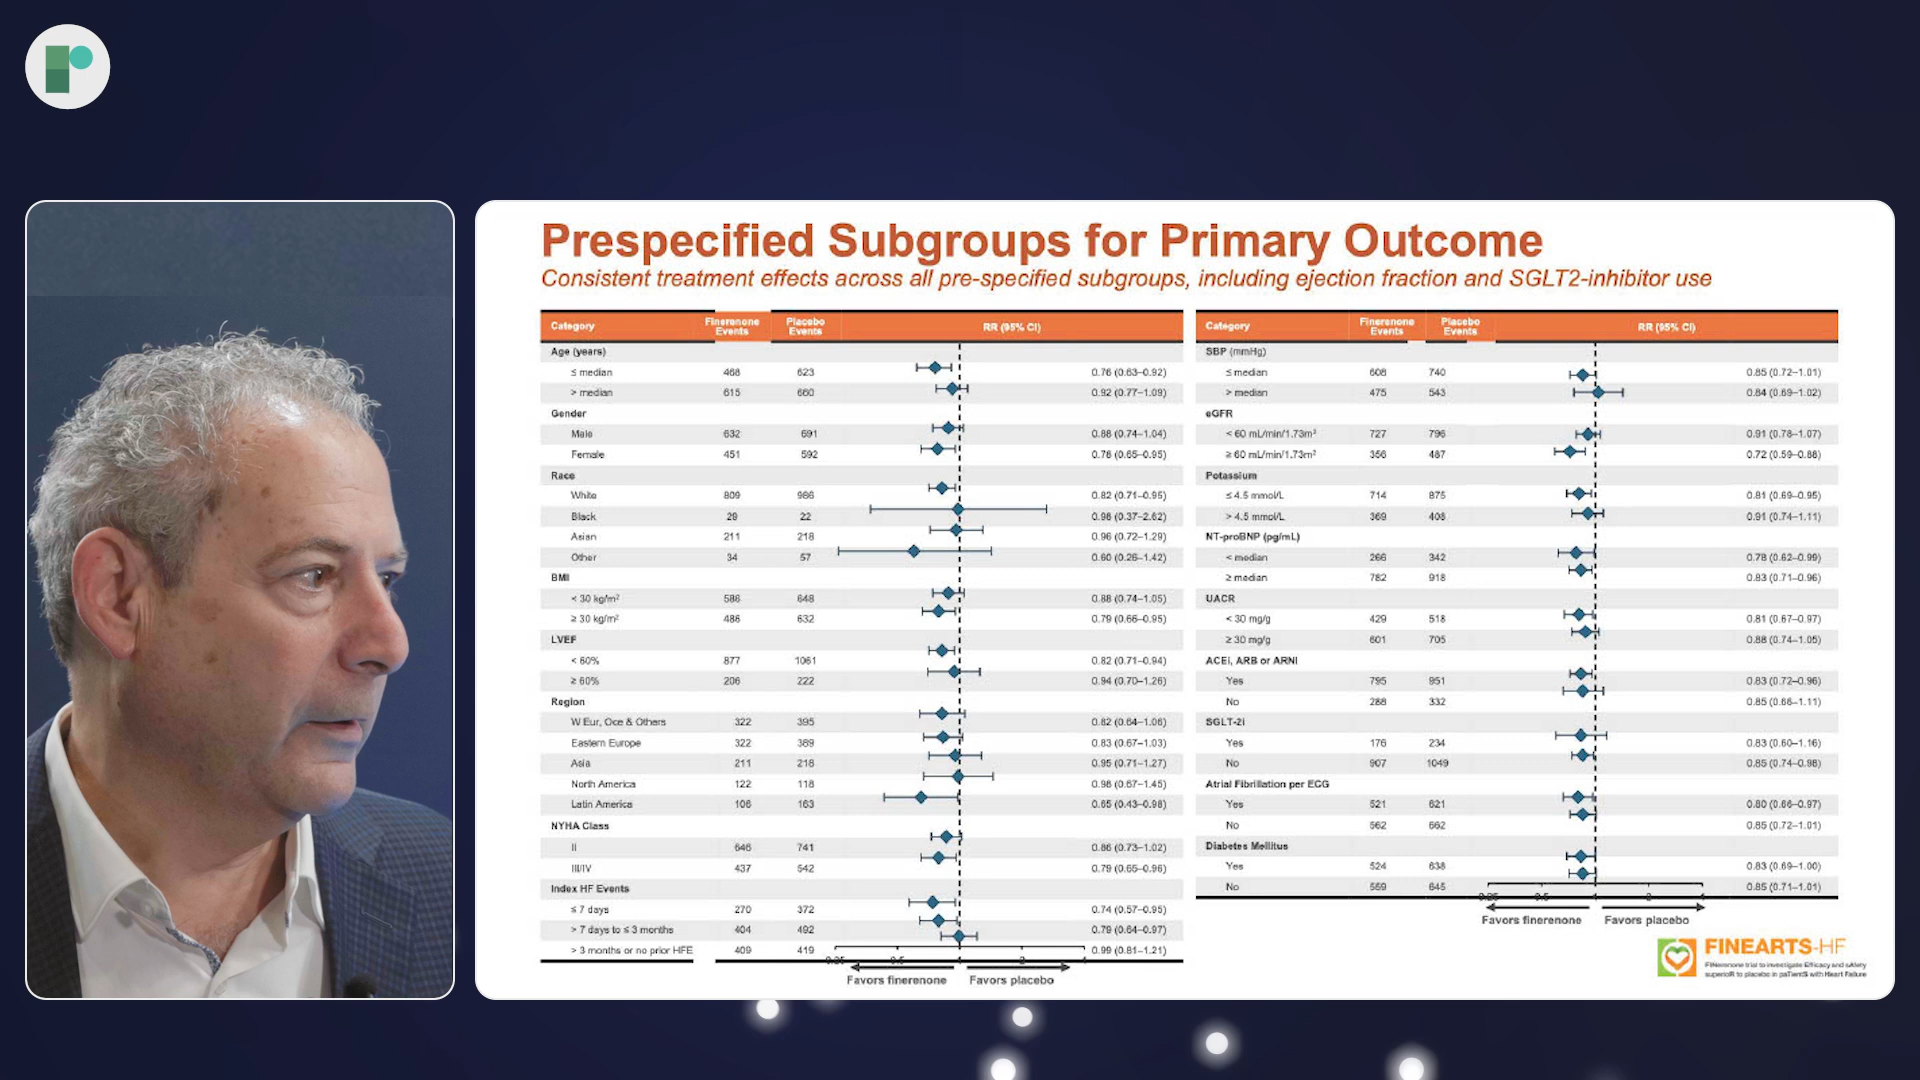 Prespecified Subgroups for Primary Outcome
Consistent treatment effects across all pre-specified subgroups, including ejection fraction and SGLT2-inhibitor use
Category Finerenone Events Placebo Events RR (95% CI)
Age (years)
≤ median 468 623 0.76 (0.63–0.92)
> median 615 660 0.92 (0.77–1.09)
Gender
Male 632 691 0.88 (0.74–1.04)
Female 451 592 0.78 (0.65–0.95)
Race
White 809 986 0.82 (0.71–0.95)
Black 29 22 0.98 (0.37–2.62)
Asian 211 218 0.96 (0.72–1.29)
Other 34 57 0.60 (0.26–1.42)
BMI
< 30 kg/m² 586 648 0.88 (0.74–1.05)
≥ 30 kg/m² 486 632 0.79 (0.66–0.95)
LVEF
< 60% 877 1061 0.82 (0.71–0.94)
≥ 60% 206 222 0.94 (0.70–1.26)
Region
W Eur, Oce & Others 322 395 0.82 (0.64–1.06)
Eastern Europe 322 389 0.83 (0.67–1.03)
Asia 211 218 0.95 (0.71–1.27)
North America 122 118 0.98 (0.67–1.45)
Latin America 106 163 0.65 (0.43–0.98)
NYHA Class
II 646 741 0.86 (0.73–1.02)
III/IV 437 542 0.79 (0.65–0.96)
Index HF Events
≤ 7 days 270 372 0.74 (0.57–0.95)
> 7 days to ≤ 3 months 404 492 0.79 (0.64–0.97)
> 3 months or no prior HFE 409 419 0.99 (0.81–1.21)
Favors finerenone Favors placebo
Category Finerenone Events Placebo Events RR (95% CI)
SBP (mmHg)
≤ median 608 740 0.85 (0.72–1.01)
> median 475 543 0.84 (0.69–1.02)
eGFR
< 60 mL/min/1.73m² 727 796 0.91 (0.78–1.07)
≥ 60 mL/min/1.73m² 356 487 0.72 (0.59–0.88)
Potassium
≤ 4.5 mmol/L 714 875 0.81 (0.69–0.95)
> 4.5 mmol/L 369 408 0.91 (0.74–1.11)
NT-proBNP (pg/mL)
< median 266 342 0.78 (0.62–0.99)
≥ median 782 918 0.83 (0.71–0.96)
UACR
< 30 mg/g 429 518 0.81 (0.67–0.97)
≥ 30 mg/g 601 705 0.88 (0.74–1.05)
ACEi, ARB or ARNI
Yes 795 951 0.83 (0.72–0.96)
No 288 332 0.85 (0.66–1.11)
SGLT-2i
Yes 176 234 0.83 (0.60–1.16)
No 907 1049 0.85 (0.74–0.98)
Atrial Fibrillation per ECG
Yes 521 621 0.80 (0.66–0.97)
No 562 662 0.85 (0.72–1.01)
Diabetes Mellitus
Yes 524 638 0.83 (0.69–1.00)
No 559 645 0.85 (0.71–1.01)
Favors finerenone Favors placebo
FINEARTS-HF
FINerenone trial to investigate Efficacy and sAfety
superioR to placebo in paTientS with Heart Failure